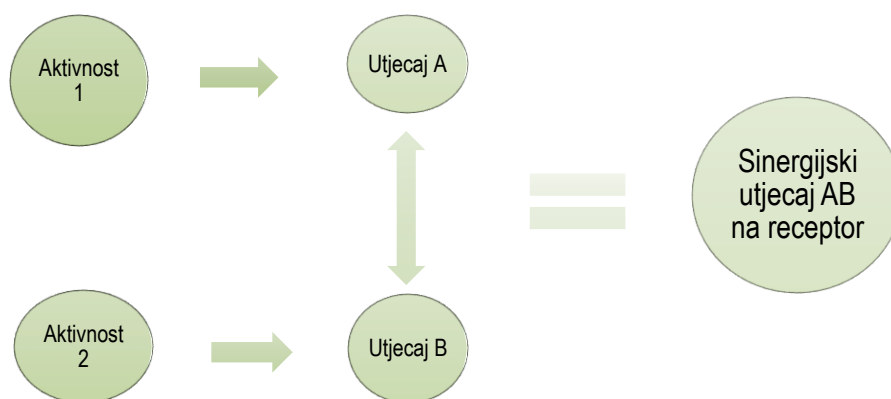 Aktivnost
1
Utjecaj A
Sinergijski
utjecaj AB
na receptor
Aktivnost
2
Utjecaj B